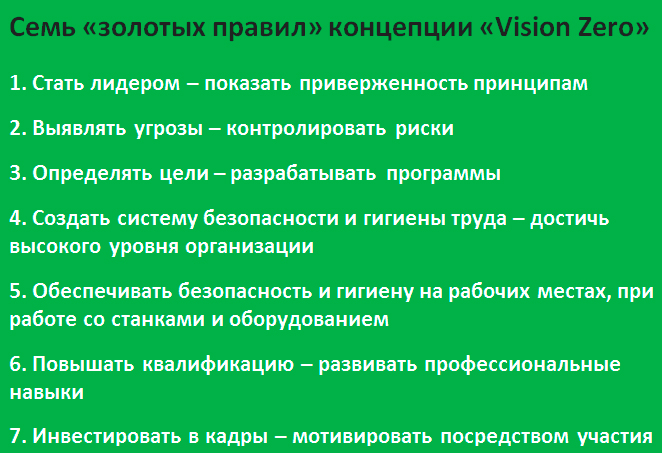 Семь «золотых правил» концепции «Vision Zero»
1. Стать лидером – показать приверженность принципам
2. Выявлять угрозы – контролировать риски
3. Определять цели – разрабатывать программы
4. Создать систему безопасности и гигиены труда – достичь
высокого уровня организации
5. Обеспечивать безопасность и гигиену на рабочих местах, при
работе со станками и оборудованием
6. Повышать квалификацию – развивать профессиональные
навыки
7. Инвестировать в кадры – мотивировать посредством участия